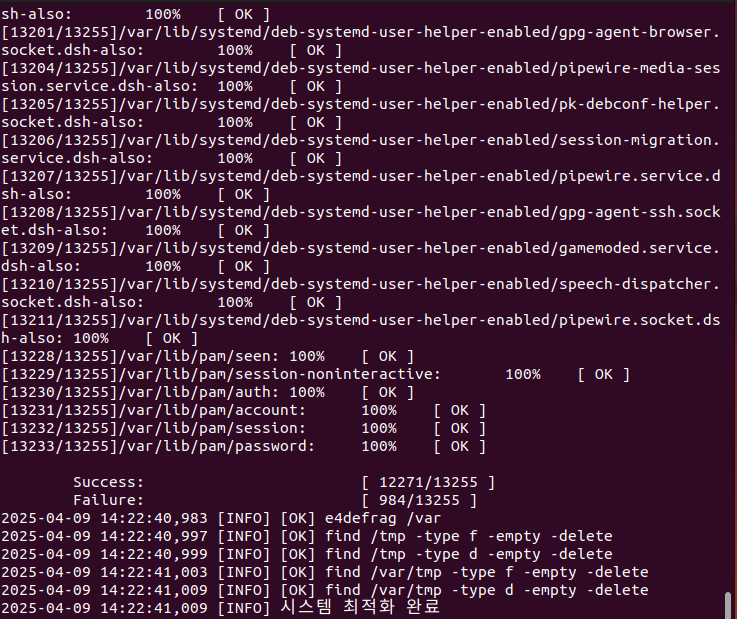 sh-also:        100%    [ OK ]
[13201/13255]/var/lib/systemd/deb-systemd-user-helper-enabled/gpg-agent-browser.
socket.dsh-also:        100%    [ OK ]
[13204/13255]/var/lib/systemd/deb-systemd-user-helper-enabled/pipewire-media-ses
sion.service.dsh-also:  100%    [ OK ]
[13205/13255]/var/lib/systemd/deb-systemd-user-helper-enabled/pk-debconf-helper.
socket.dsh-also:        100%    [ OK ]
[13206/13255]/var/lib/systemd/deb-systemd-user-helper-enabled/session-migration.
service.dsh-also:       100%    [ OK ]
[13207/13255]/var/lib/systemd/deb-systemd-user-helper-enabled/pipewire.service.d
sh-also:        100%    [ OK ]
[13208/13255]/var/lib/systemd/deb-systemd-user-helper-enabled/gpg-agent-ssh.sock
et.dsh-also:    100%    [ OK ]
[13209/13255]/var/lib/systemd/deb-systemd-user-helper-enabled/gamemoded.service.
dsh-also:       100%    [ OK ]
[13210/13255]/var/lib/systemd/deb-systemd-user-helper-enabled/speech-dispatcher.
socket.dsh-also:        100%    [ OK ]
[13211/13255]/var/lib/systemd/deb-systemd-user-helper-enabled/pipewire.socket.ds
h-also: 100%    [ OK ]
[13228/13255]/var/lib/pam/seen: 100%    [ OK ]
[13229/13255]/var/lib/pam/session-noninteractive:       100%    [ OK ]
[13230/13255]/var/lib/pam/auth: 100%    [ OK ]
[13231/13255]/var/lib/pam/account:      100%    [ OK ]
[13232/13255]/var/lib/pam/session:      100%    [ OK ]
[13233/13255]/var/lib/pam/password:     100%    [ OK ]
Success:                        [ 12271/13255 ]
Failure:                        [ 984/13255 ]
2025-04-09 14:22:40,983 [INFO] [OK] e4defrag /var
2025-04-09 14:22:40,997 [INFO] [OK] find /tmp -type f -empty -delete
2025-04-09 14:22:40,999 [INFO] [OK] find /tmp -type d -empty -delete
2025-04-09 14:22:41,003 [INFO] [OK] find /var/tmp -type f -empty -delete
2025-04-09 14:22:41,009 [INFO] [OK] find /var/tmp -type d -empty -delete
2025-04-09 14:22:41,009 [INFO] 시스템 최적화 완료